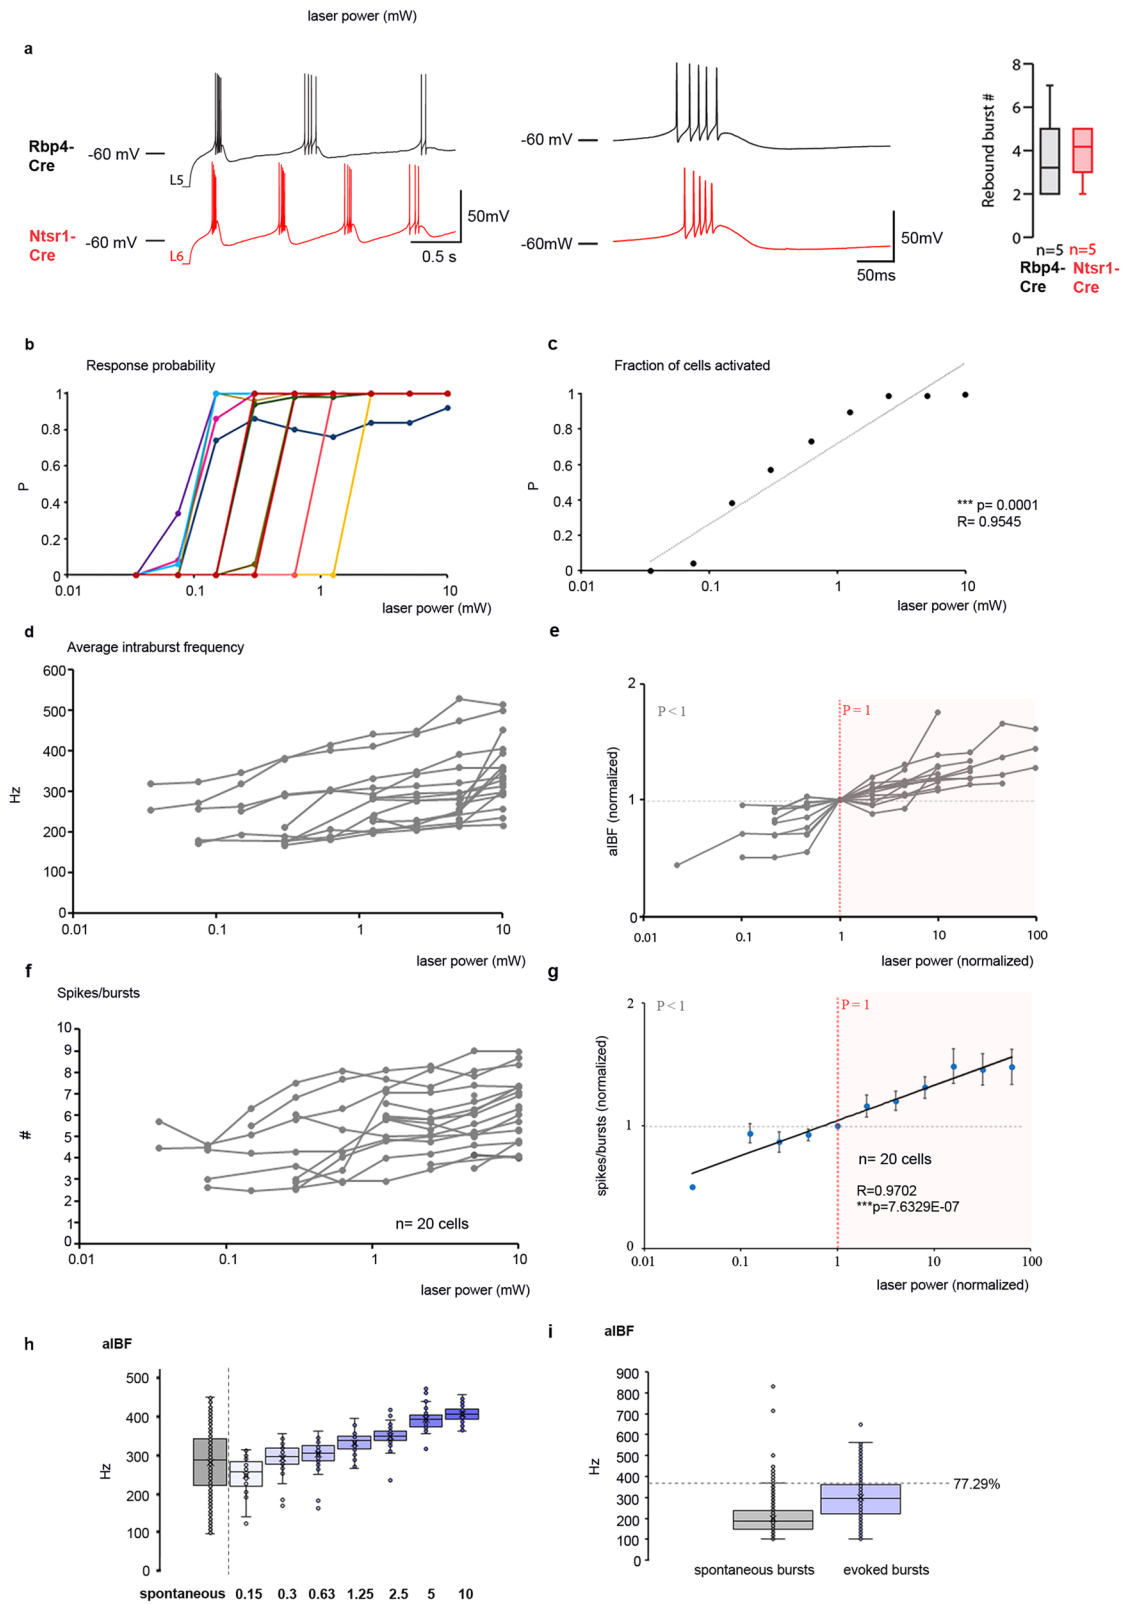 laser power (mW)
a
Rbp4-
Cre
-60 mV
L5
Ntsr1-
Cre
-60 mV
L6
50mV
0.5 s
-60 mV
-60mW
50mV
50ms
Rebound burst #
8
6
4
2
0
n=5 n=5
Rbp4- Ntsr1-
Cre Cre
b
Response probability
P
1
0.8
0.6
0.4
0.2
0
0.01 0.1 1 10
laser power (mW)
c
Fraction of cells activated
P
1
0.8
0.6
0.4
0.2
0
*** p= 0.0001
R= 0.9545
0.01 0.1 1 10
laser power (mW)
d
Average intraburst frequency
Hz
600
500
400
300
200
100
0
0.01 0.1 1 10
laser power (mW)
e
aIBF (normalized)
2
1
0
P < 1
P = 1
0.01 0.1 1 10 100
laser power (normalized)
f
Spikes/bursts
#
10
9
8
7
6
5
4
3
2
1
0
n= 20 cells
0.01 0.1 1 10
laser power (mW)
g
spikes/bursts (normalized)
2
1
0
P < 1
P = 1
n= 20 cells
R=0.9702
***p=7.6329E-07
0.01 0.1 1 10 100
laser power (normalized)
h
aIBF
Hz
500
400
300
200
100
0
spontaneous 0.15 0.3 0.63 1.25 2.5 5 10
i
aIBF
Hz
900
800
700
600
500
400
300
200
100
0
77.29%
spontaneous bursts evoked bursts